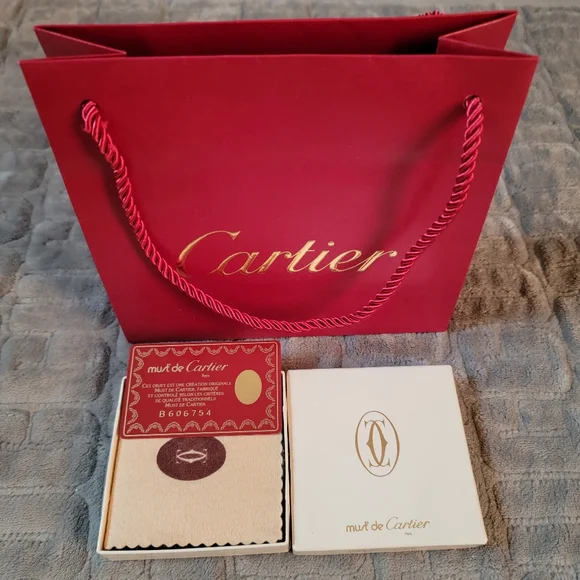 Cartier
must de Cartier
Paris
CET OBJET EST UNE CRÉATION ORIGINALE
MUST DE CARTIER, FABRIQUÉ
ET CONTRÔLÉ SELON LES CRITÈRES
DE QUALITÉ TRADITIONNELS
MUST DE CARTIER
B606754
must de Cartier
Paris